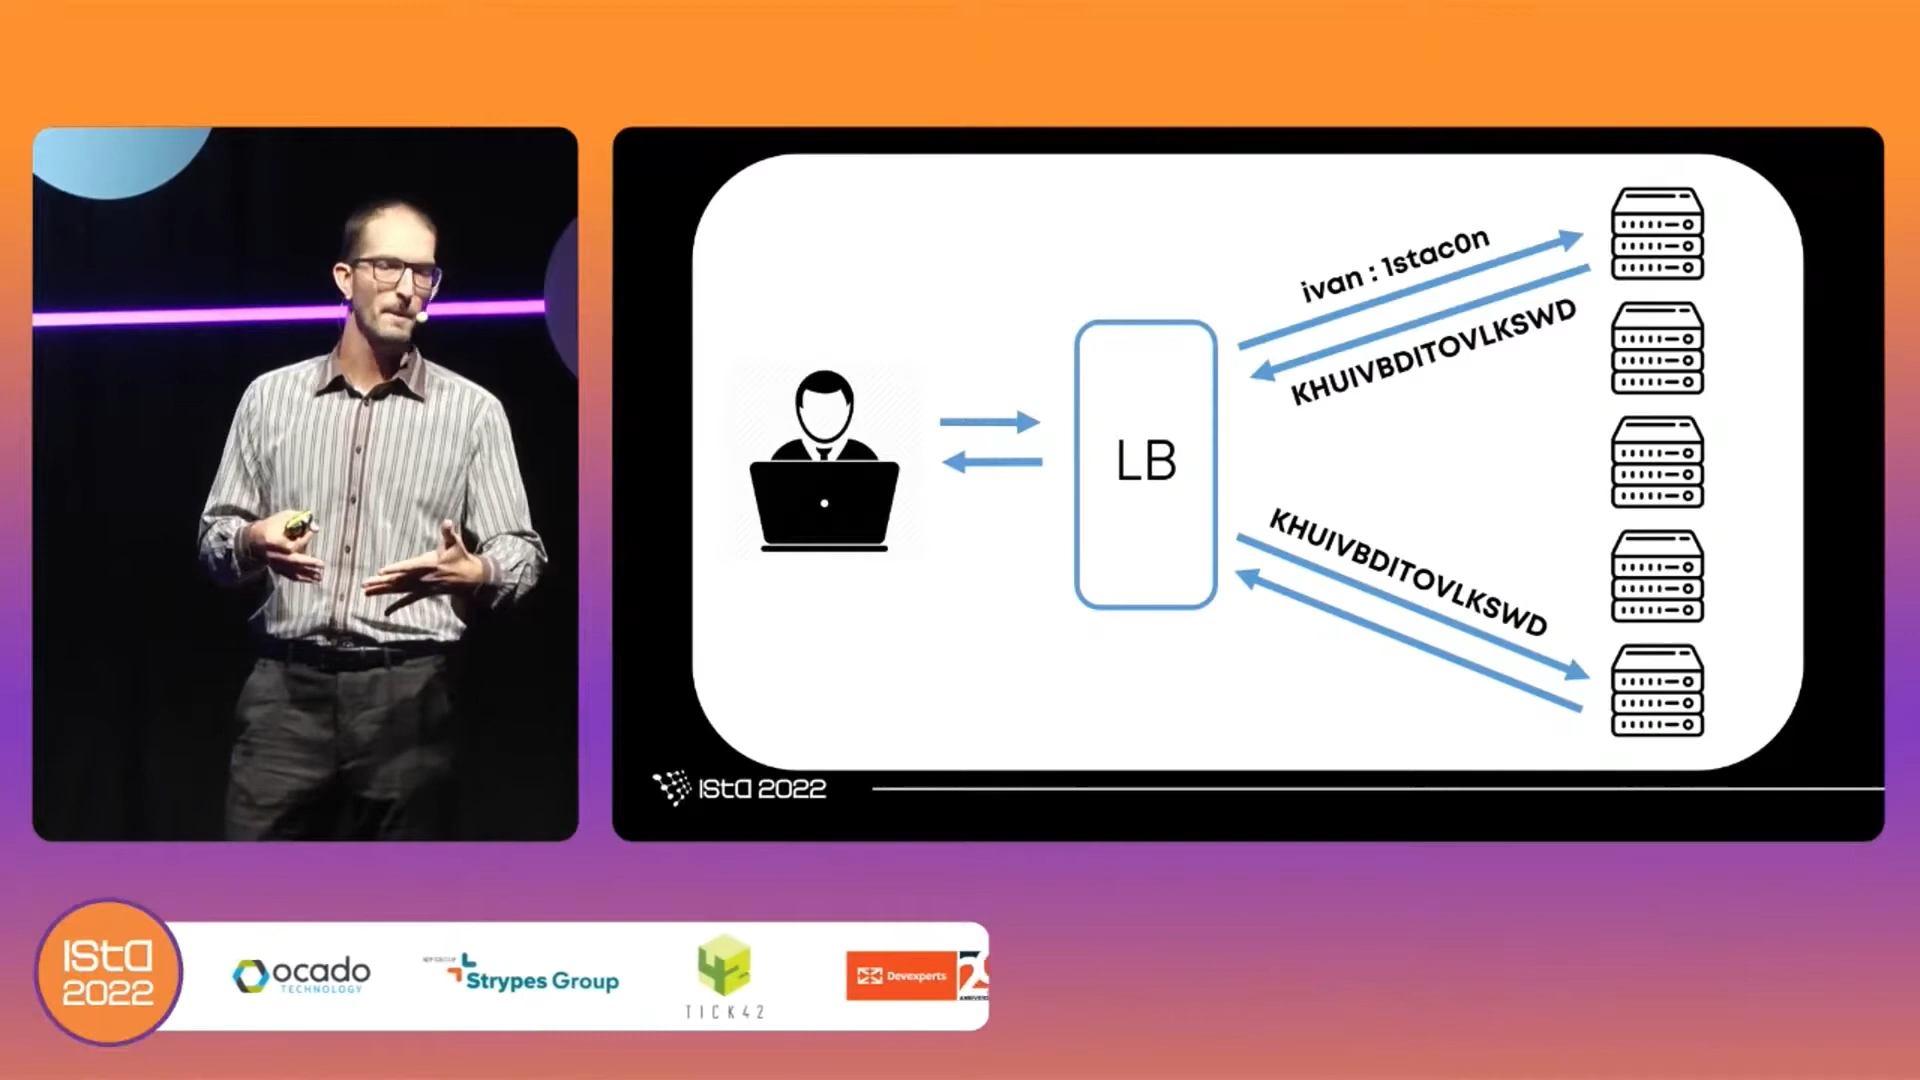 ivan : 1stac0n
KHUIVBDITOVLKSWD
LB
KHUIVBDITOVLKSWD
ISTA 2022
ISTA
2022
ocado
TECHNOLOGY
Strypes Group
TICK42
Devexperts